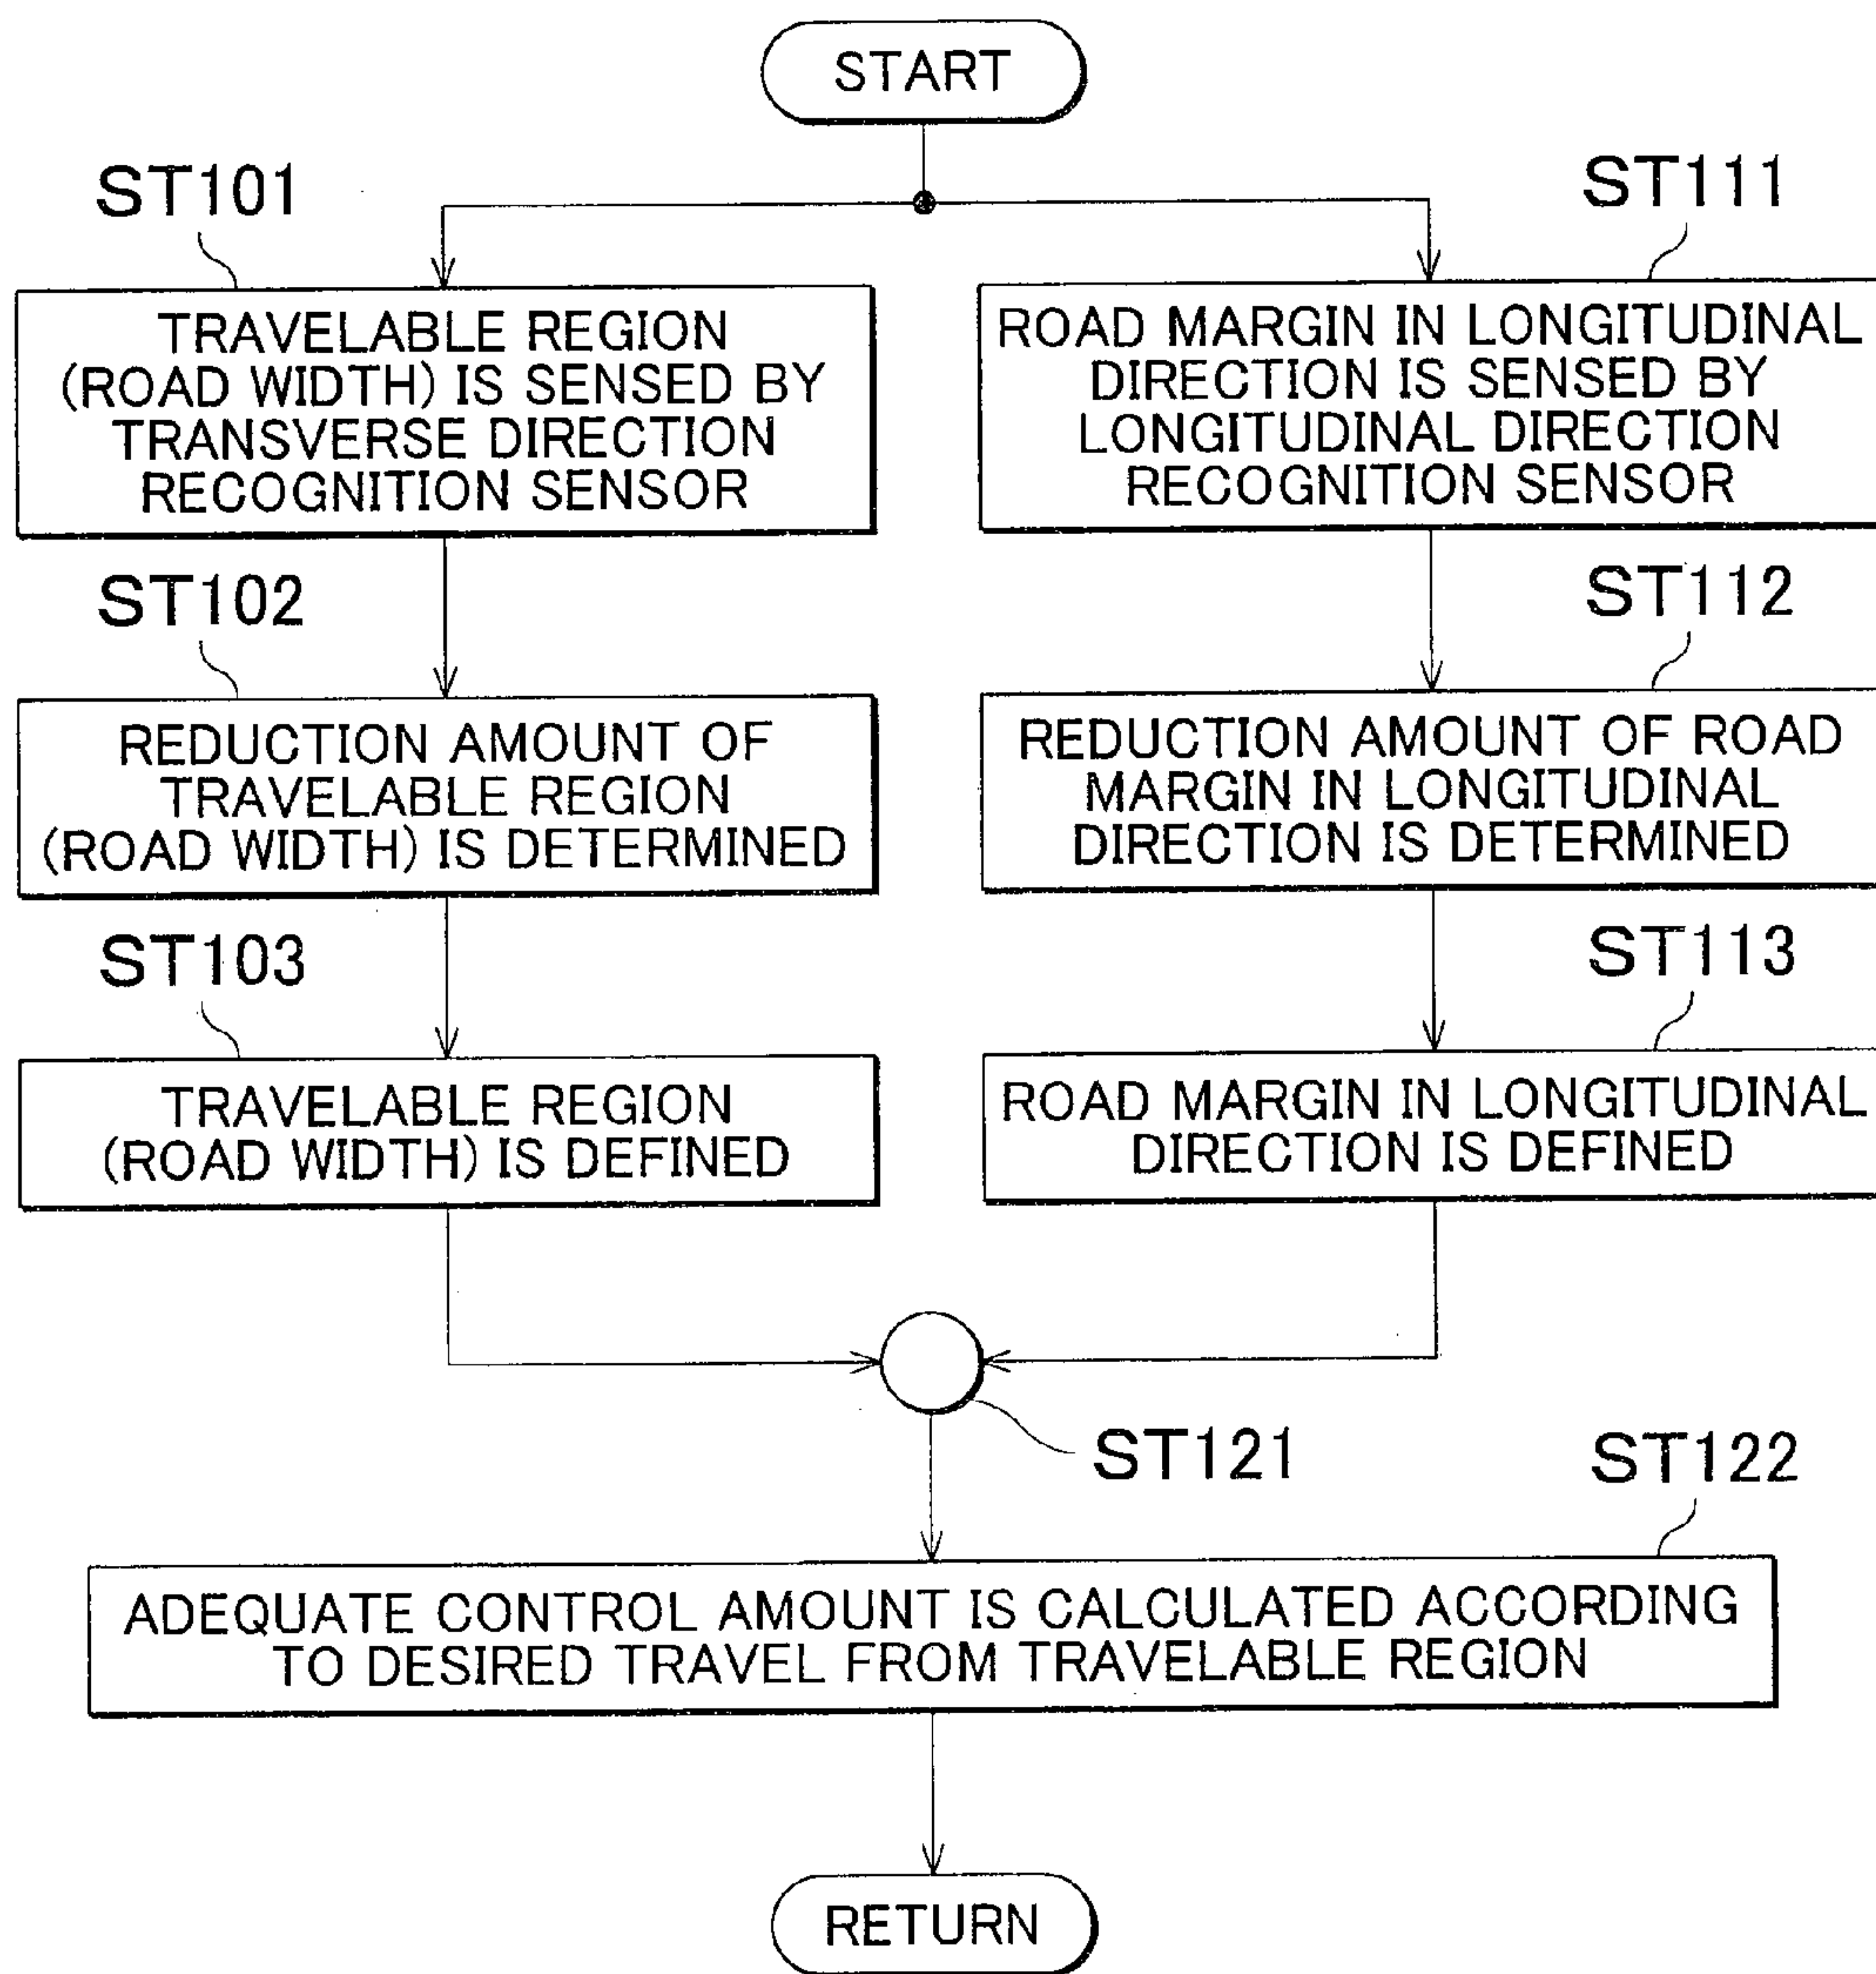 START
ST101
ST111
TRAVELABLE REGION
(ROAD WIDTH) IS SENSED BY
TRANSVERSE DIRECTION
RECOGNITION SENSOR
ROAD MARGIN IN LONGITUDINAL
DIRECTION IS SENSED BY
LONGITUDINAL DIRECTION
RECOGNITION SENSOR
ST102
ST112
REDUCTION AMOUNT OF
TRAVELABLE REGION
(ROAD WIDTH) IS DETERMINED
REDUCTION AMOUNT OF ROAD
MARGIN IN LONGITUDINAL
DIRECTION IS DETERMINED
ST103
ST113
TRAVELABLE REGION
(ROAD WIDTH) IS DEFINED
ROAD MARGIN IN LONGITUDINAL
DIRECTION IS DEFINED
ST121
ST122
ADEQUATE CONTROL AMOUNT IS CALCULATED ACCORDING
TO DESIRED TRAVEL FROM TRAVELABLE REGION
RETURN